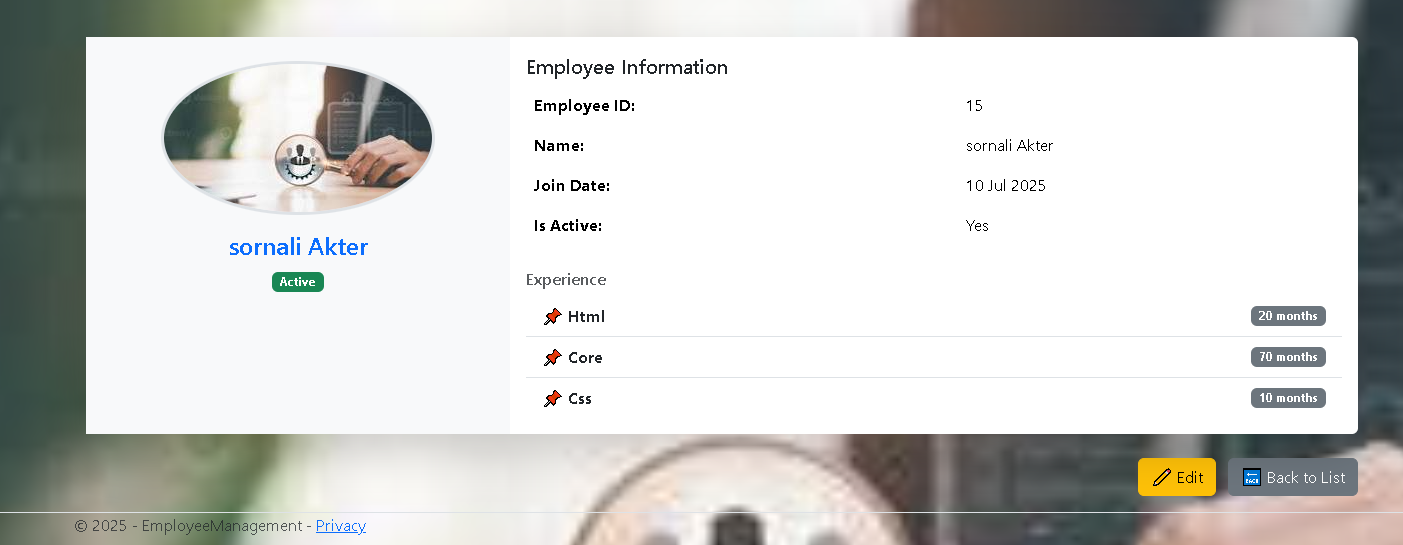 sornali Akter
Active
Employee Information
Employee ID: 15
Name: sornali Akter
Join Date: 10 Jul 2025
Is Active: Yes
Experience
Html 20 months
Core 70 months
Css 10 months
Edit
BACK Back to List
© 2025 - EmployeeManagement - Privacy